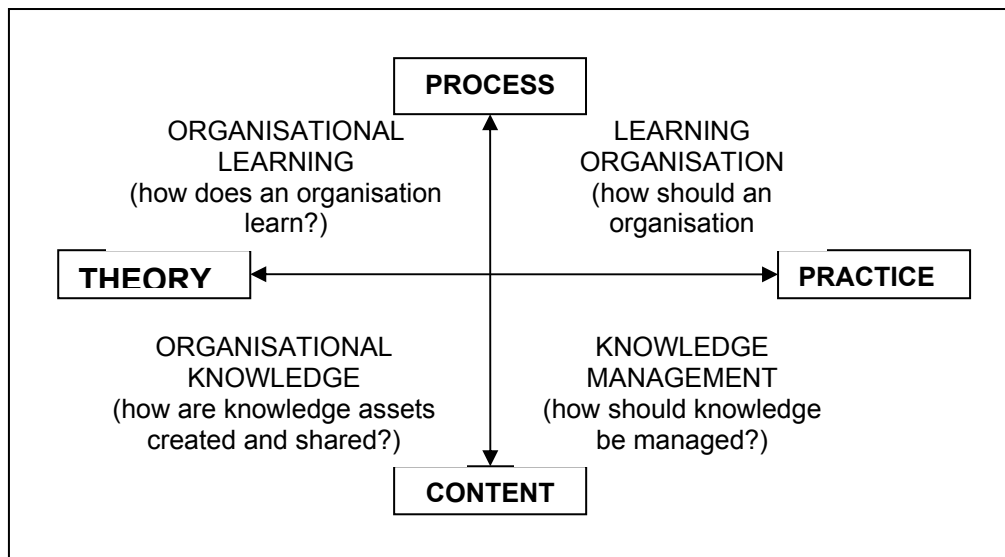 PROCESS
ORGANISATIONAL
LEARNING
(how does an organisation
learn?)
LEARNING
ORGANISATION
(how should an
organisation
THEORY
PRACTICE
ORGANISATIONAL
KNOWLEDGE
(how are knowledge assets
created and shared?)
KNOWLEDGE
MANAGEMENT
(how should knowledge
be managed?)
CONTENT